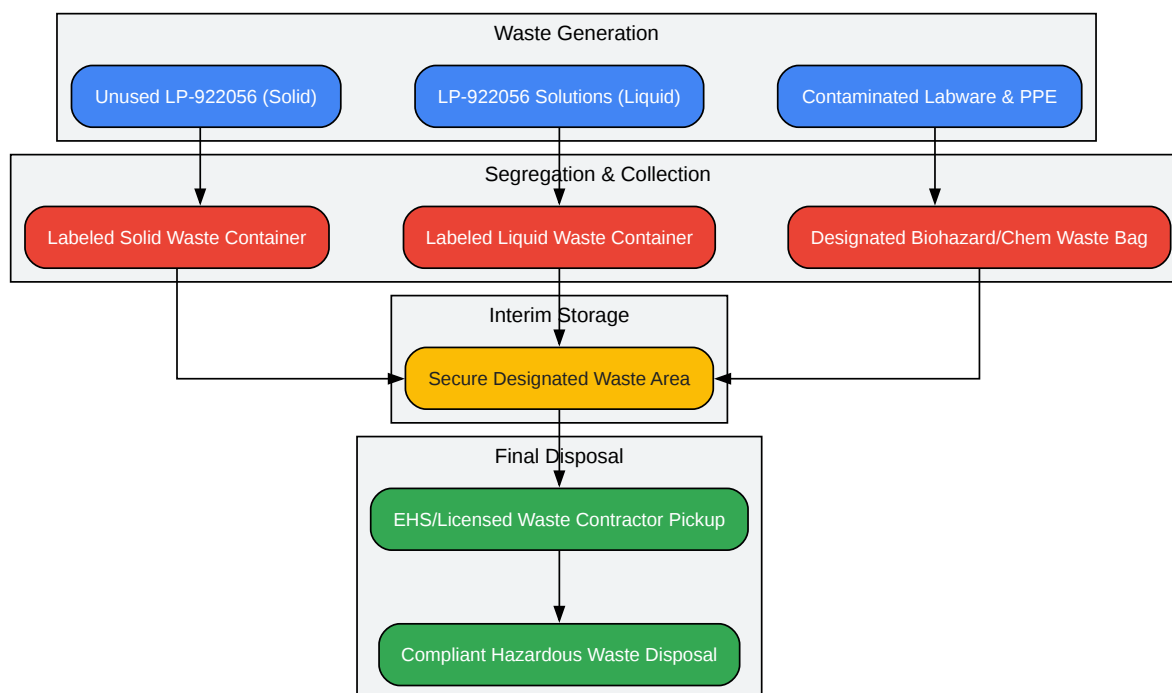 Waste Generation
Unused LP-922056 (Solid)
LP-922056 Solutions (Liquid)
Contaminated Labware & PPE
Segregation & Collection
Labeled Solid Waste Container
Labeled Liquid Waste Container
Designated Biohazard/Chem Waste Bag
Interim Storage
Secure Designated Waste Area
Final Disposal
EHS/Licensed Waste Contractor Pickup
Compliant Hazardous Waste Disposal